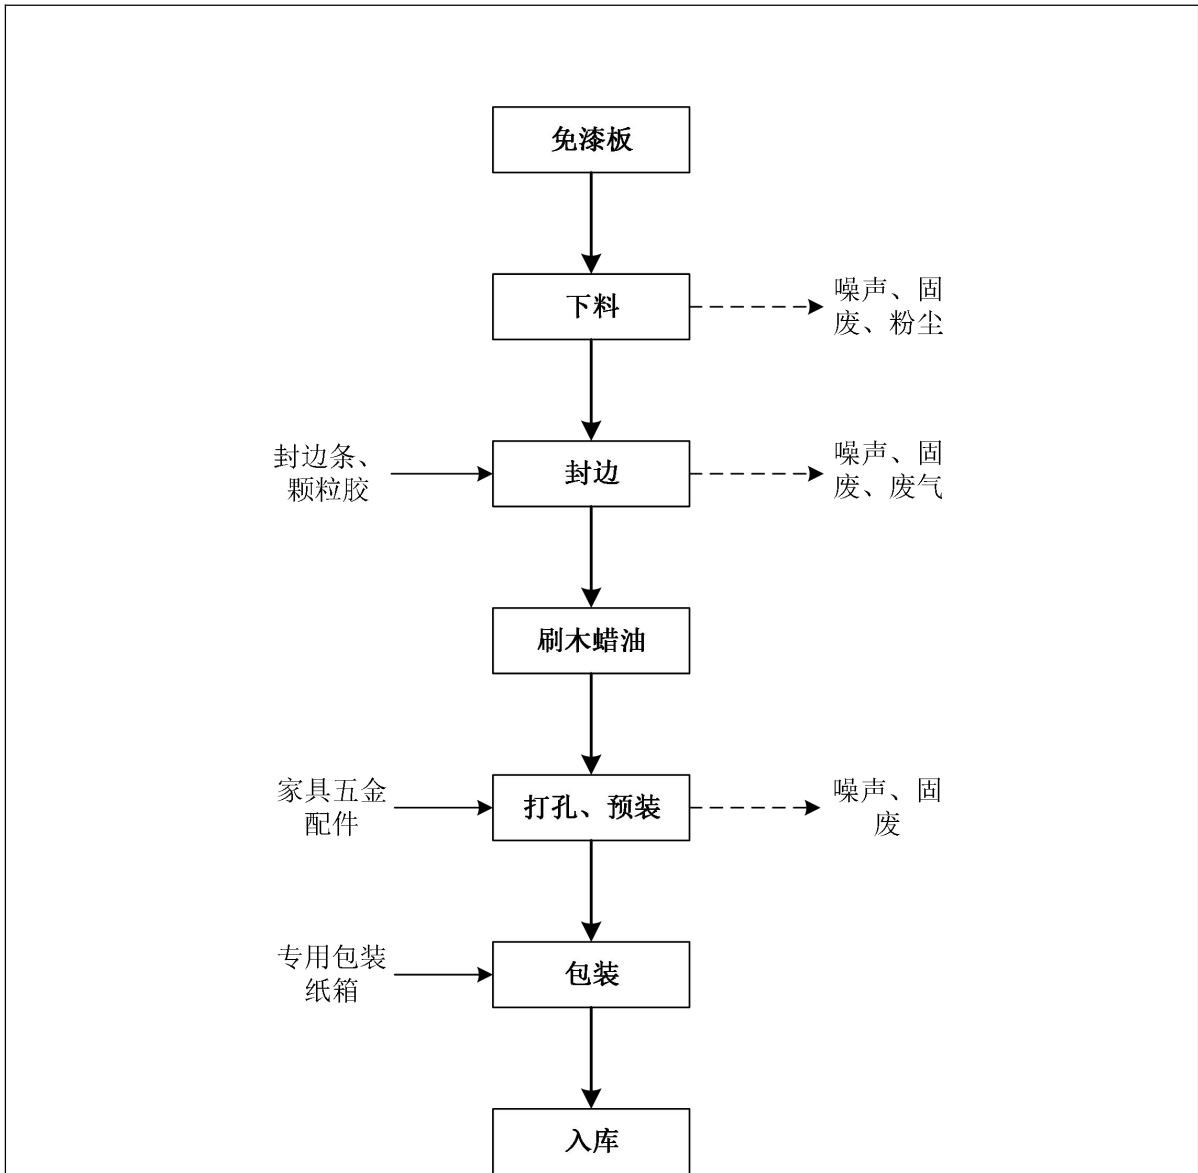 免漆板
下料
噪声、固
废、粉尘
封边条、
颗粒胶
封边
噪声、固
废、废气
刷木蜡油
家具五金
配件
打孔、预装
噪声、固
废
专用包装
纸箱
包装
入库